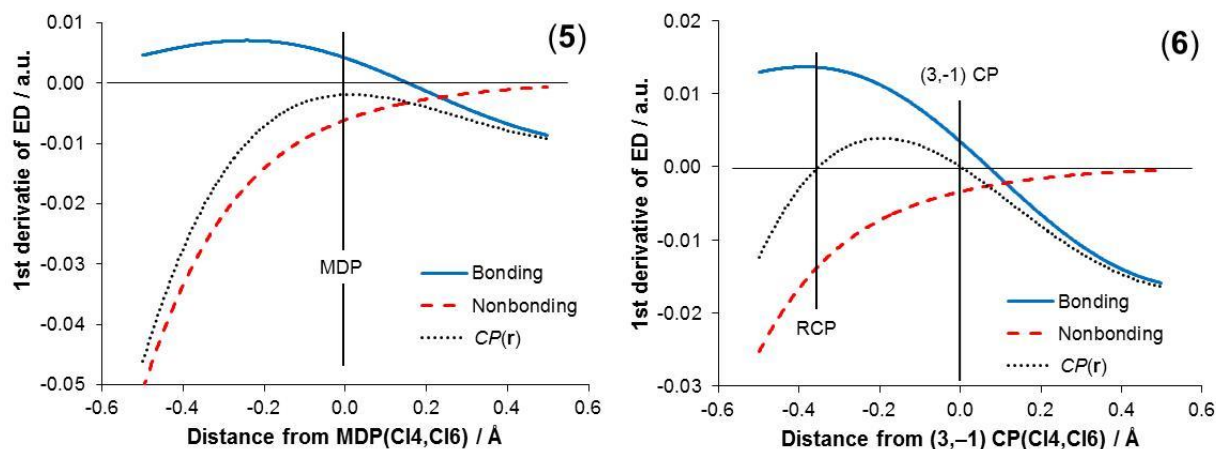 0.01
0.00
-0.01
-0.02
-0.03
-0.04
-0.05
1st derivatie of ED / a.u.
(5)
MDP
Bonding
Nonbonding
CP(r)
-0.6 -0.4 -0.2 0.0 0.2 0.4 0.6
Distance from MDP(Cl4,Cl6) / Å
0.02
0.01
0.00
-0.01
-0.02
-0.03
1st derivative of ED / a.u.
(6)
(3,-1) CP
RCP
Bonding
Nonbonding
CP(r)
-0.6 -0.4 -0.2 0.0 0.2 0.4 0.6
Distance from (3,–1) CP(Cl4,Cl6) / Å